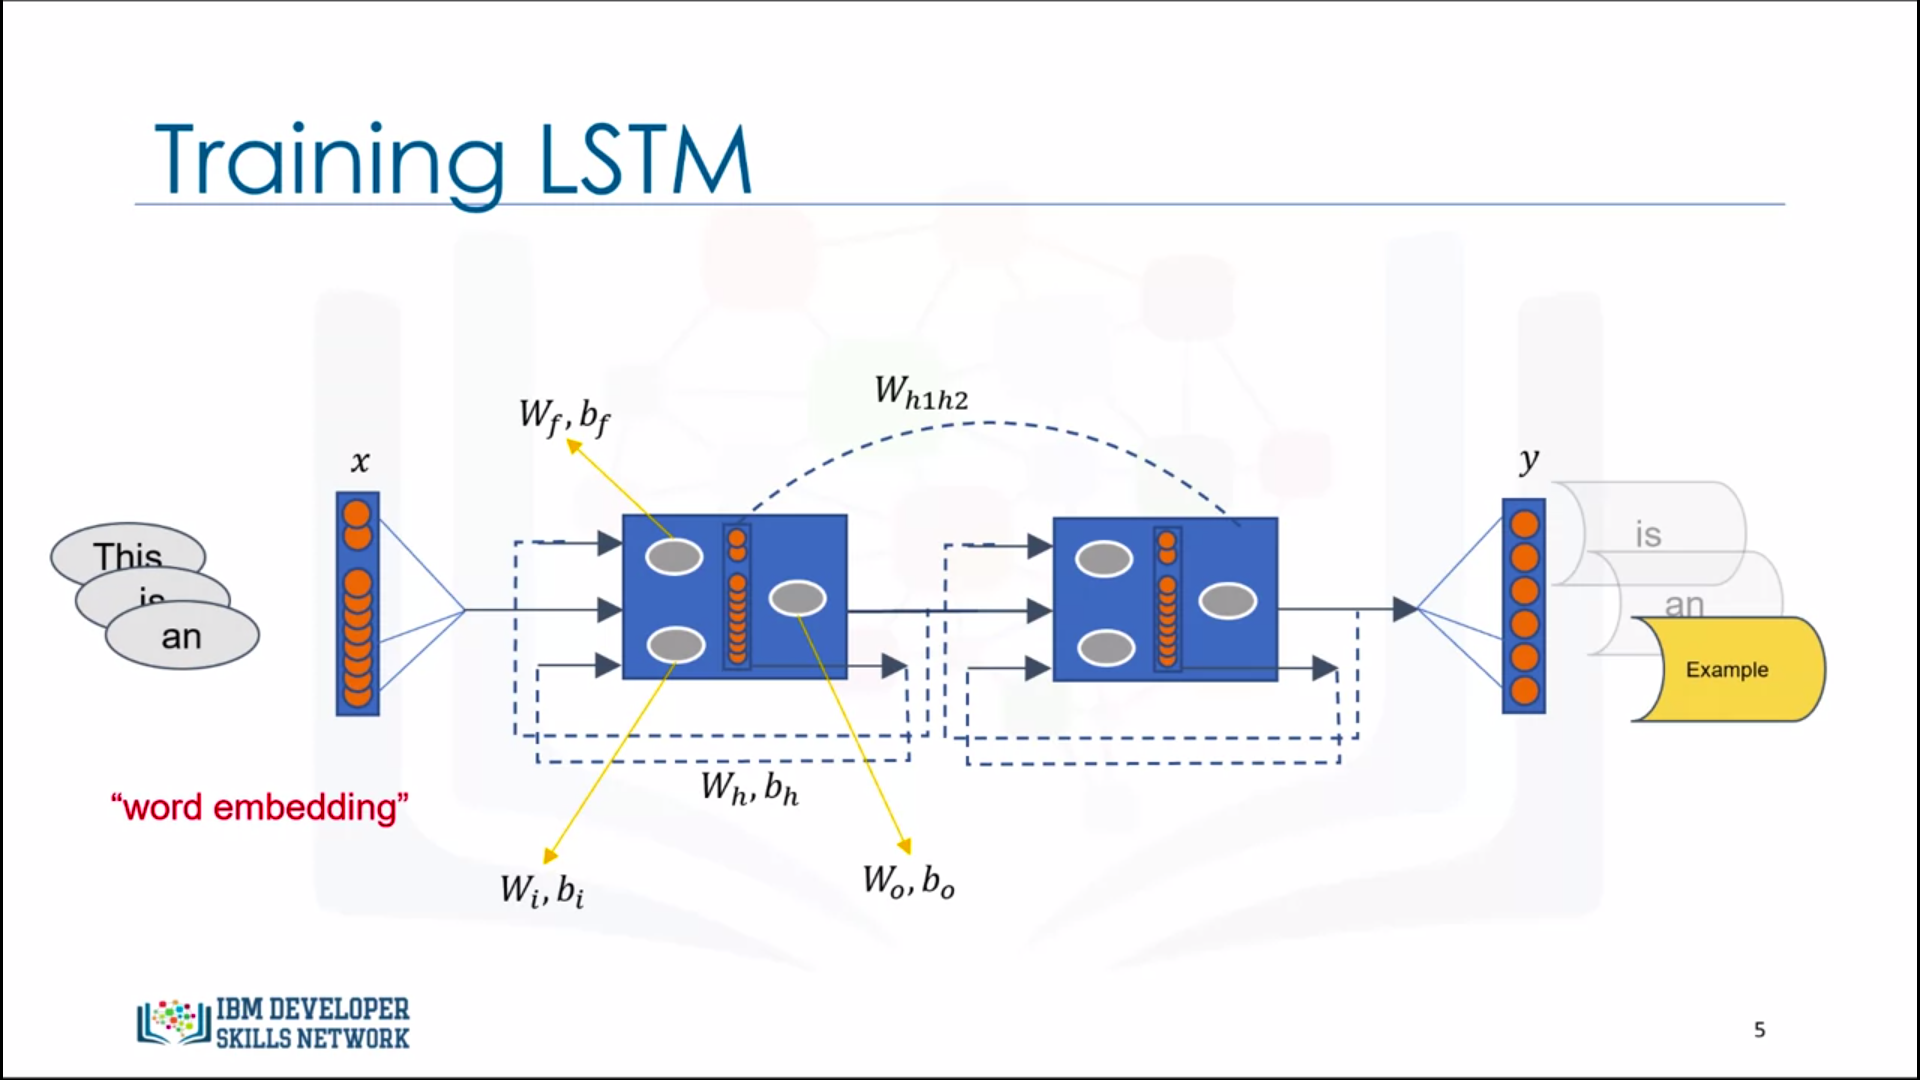 Training LSTM
W_{h1h2}
W_f, b_f
x
y
This
is
an
is
an
Example
W_h, b_h
“word embedding”
W_i, b_i
W_o, b_o
IBM DEVELOPER
SKILLS NETWORK
5